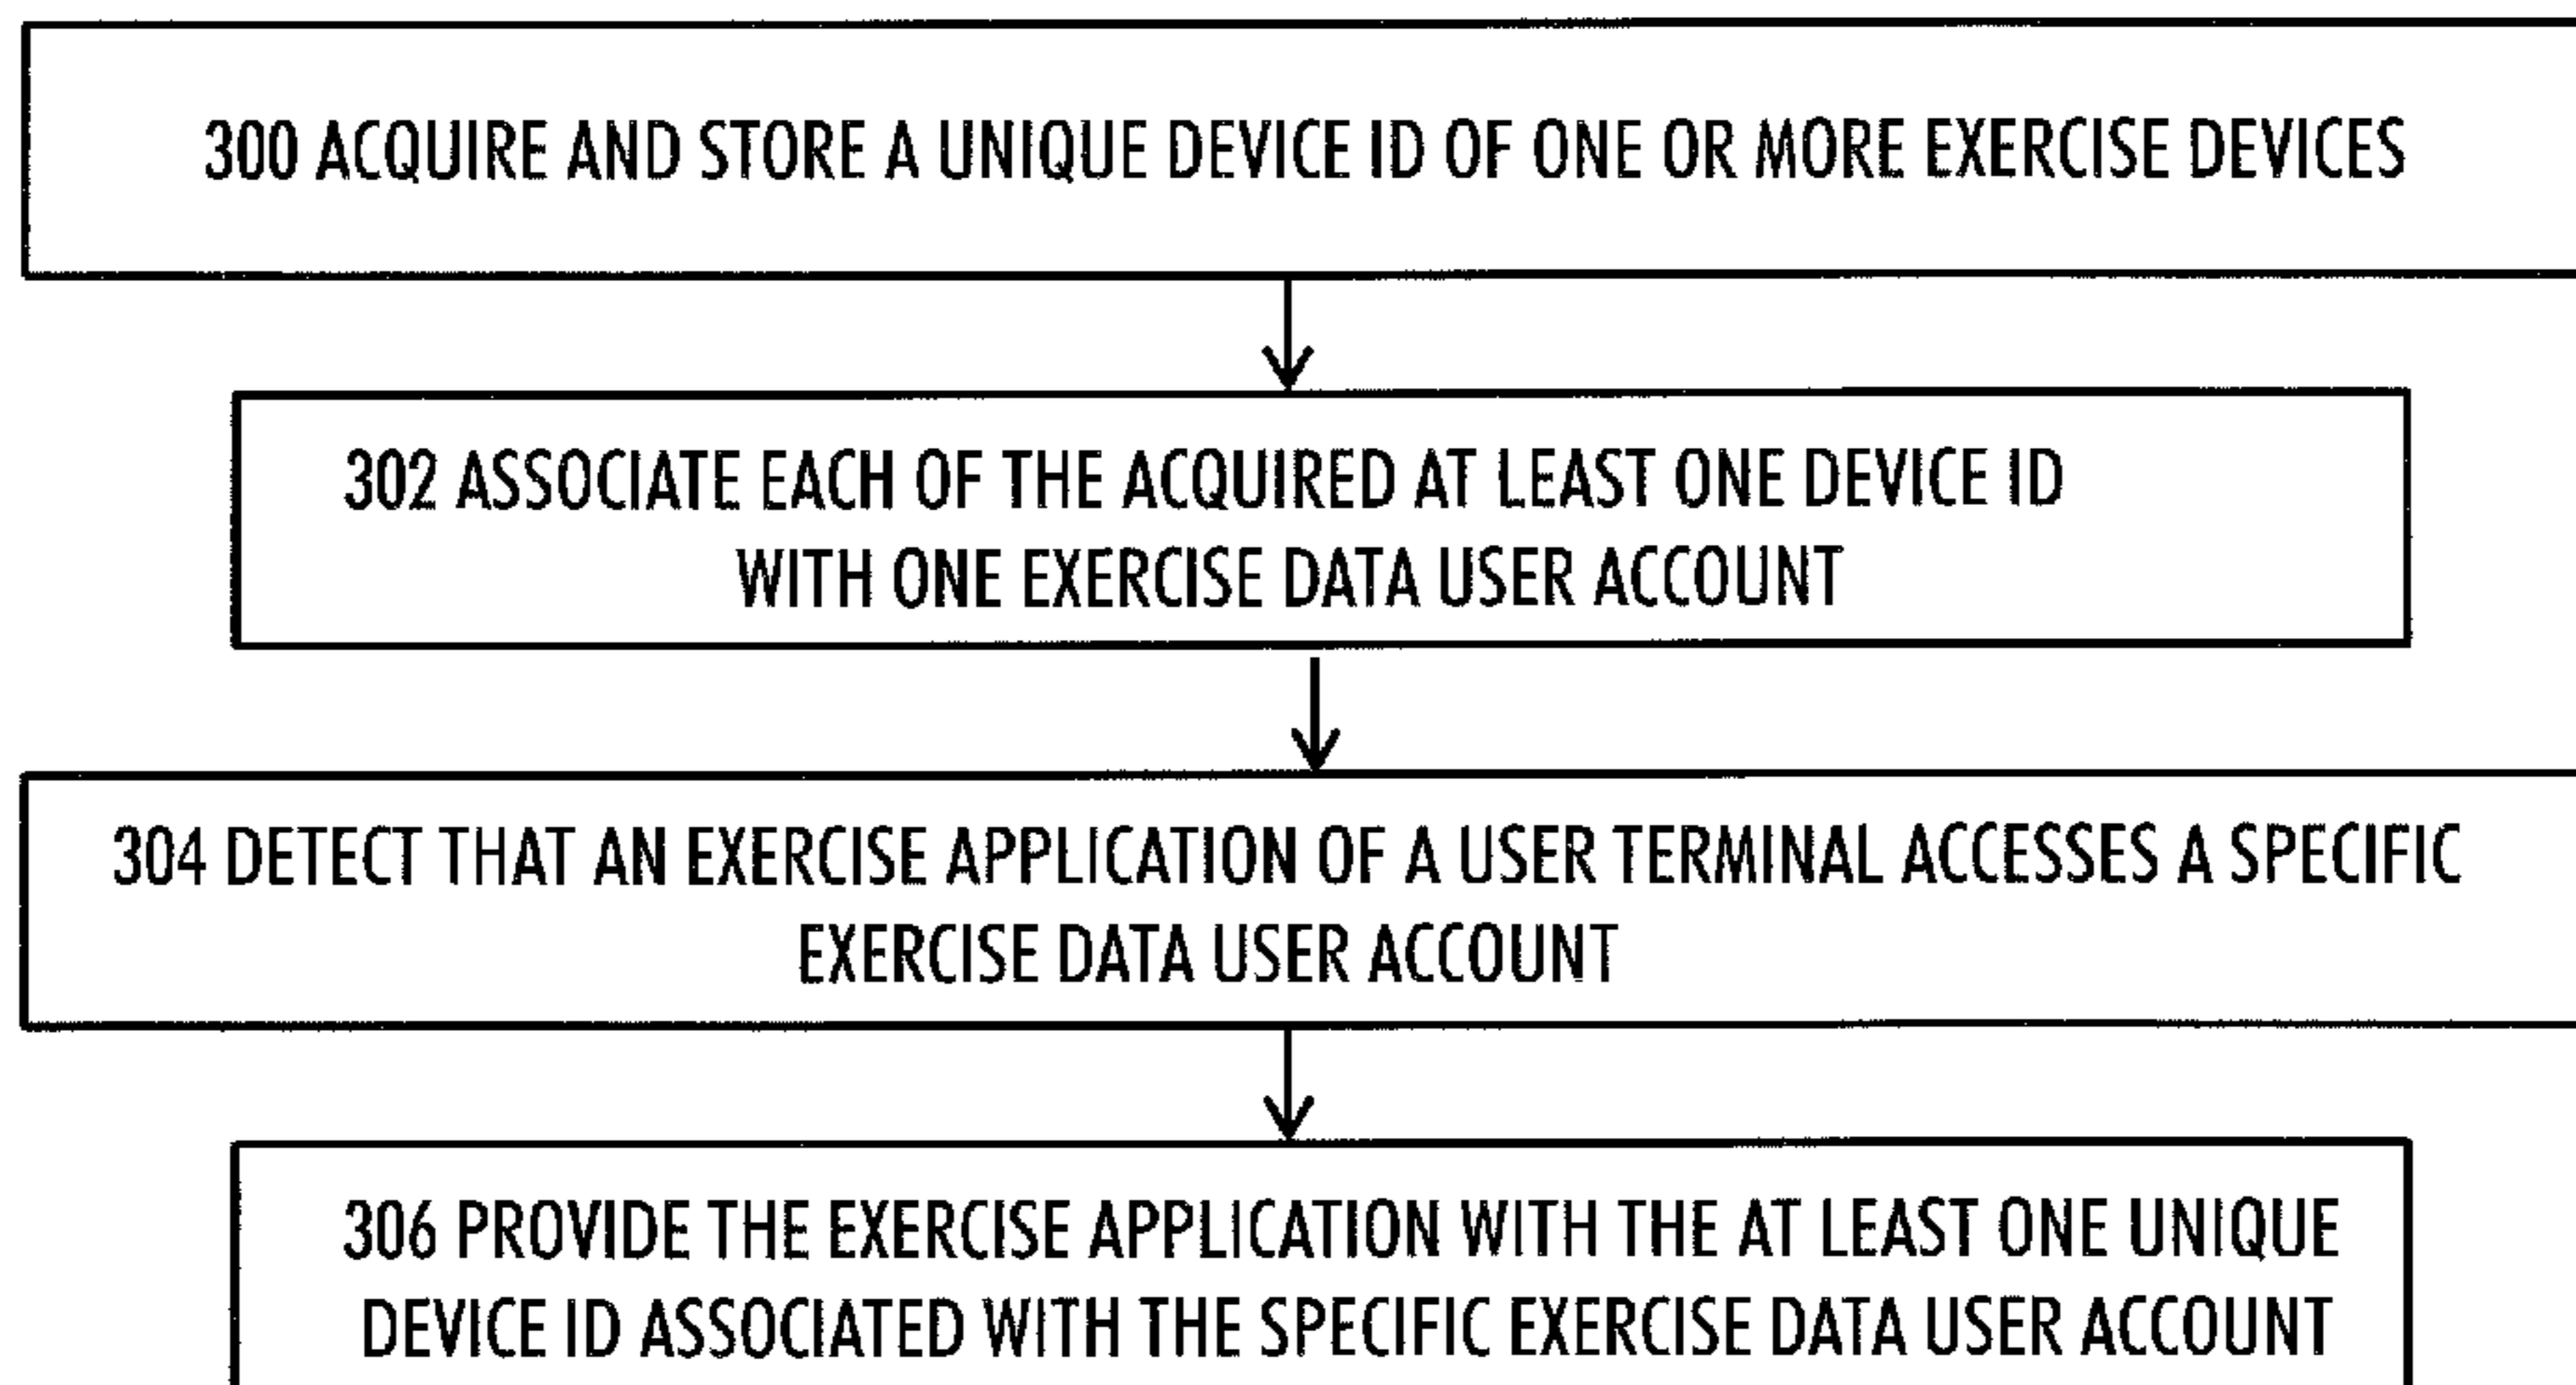 300 ACQUIRE AND STORE A UNIQUE DEVICE ID OF ONE OR MORE EXERCISE DEVICES
302 ASSOCIATE EACH OF THE ACQUIRED AT LEAST ONE DEVICE ID
WITH ONE EXERCISE DATA USER ACCOUNT
304 DETECT THAT AN EXERCISE APPLICATION OF A USER TERMINAL ACCESSES A SPECIFIC
EXERCISE DATA USER ACCOUNT
306 PROVIDE THE EXERCISE APPLICATION WITH THE AT LEAST ONE UNIQUE
DEVICE ID ASSOCIATED WITH THE SPECIFIC EXERCISE DATA USER ACCOUNT